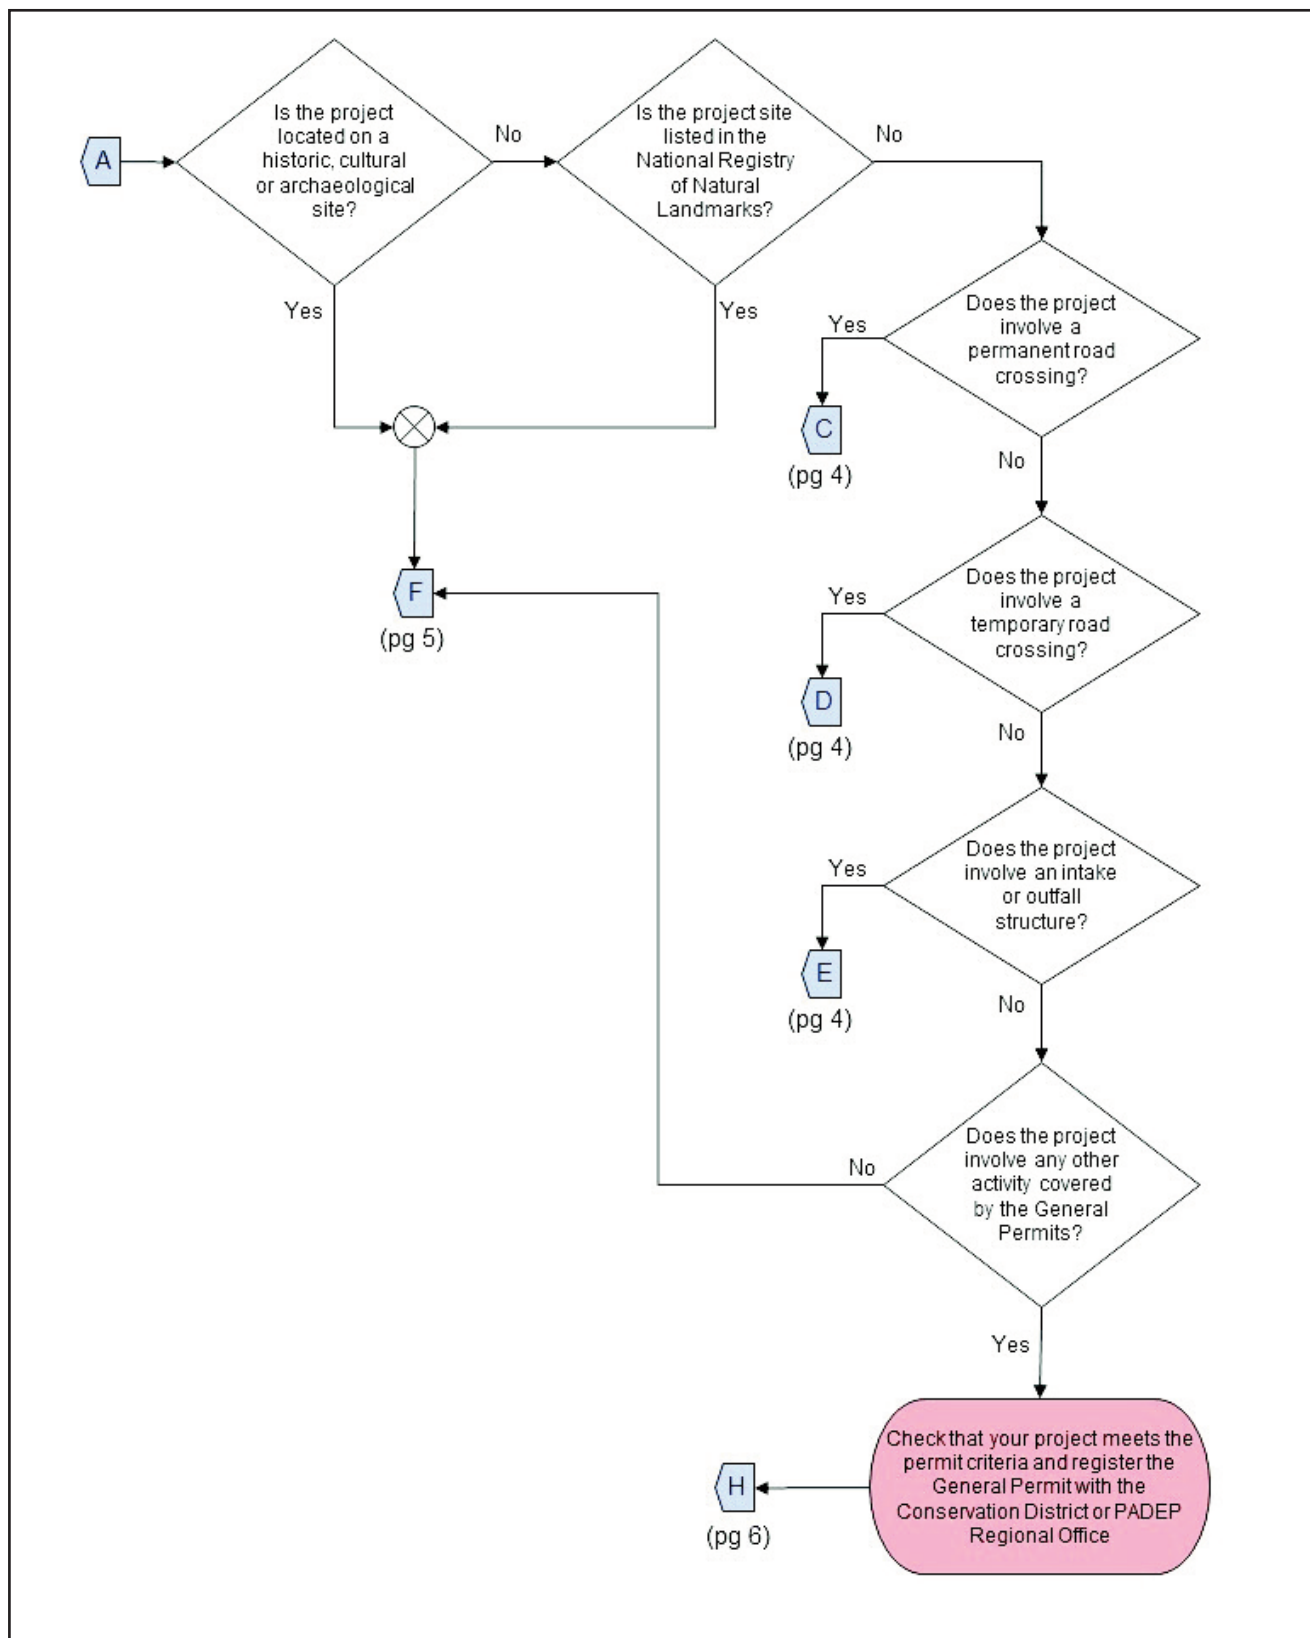 A
Is the project
located on a
historic, cultural
or archaeological
site?
No
Yes
Is the project site
listed in the
National Registry
of Natural
Landmarks?
No
Yes
Does the project
involve a
permanent road
crossing?
Yes
C
(pg 4)
No
F
(pg 5)
Does the project
involve a
temporary road
crossing?
Yes
D
(pg 4)
No
Does the project
involve an intake
or outfall
structure?
Yes
E
(pg 4)
No
Does the project
involve any other
activity covered
by the General
Permits?
No
Yes
Check that your project meets the
permit criteria and register the
General Permit with the
Conservation District or PADEP
Regional Office
H
(pg 6)